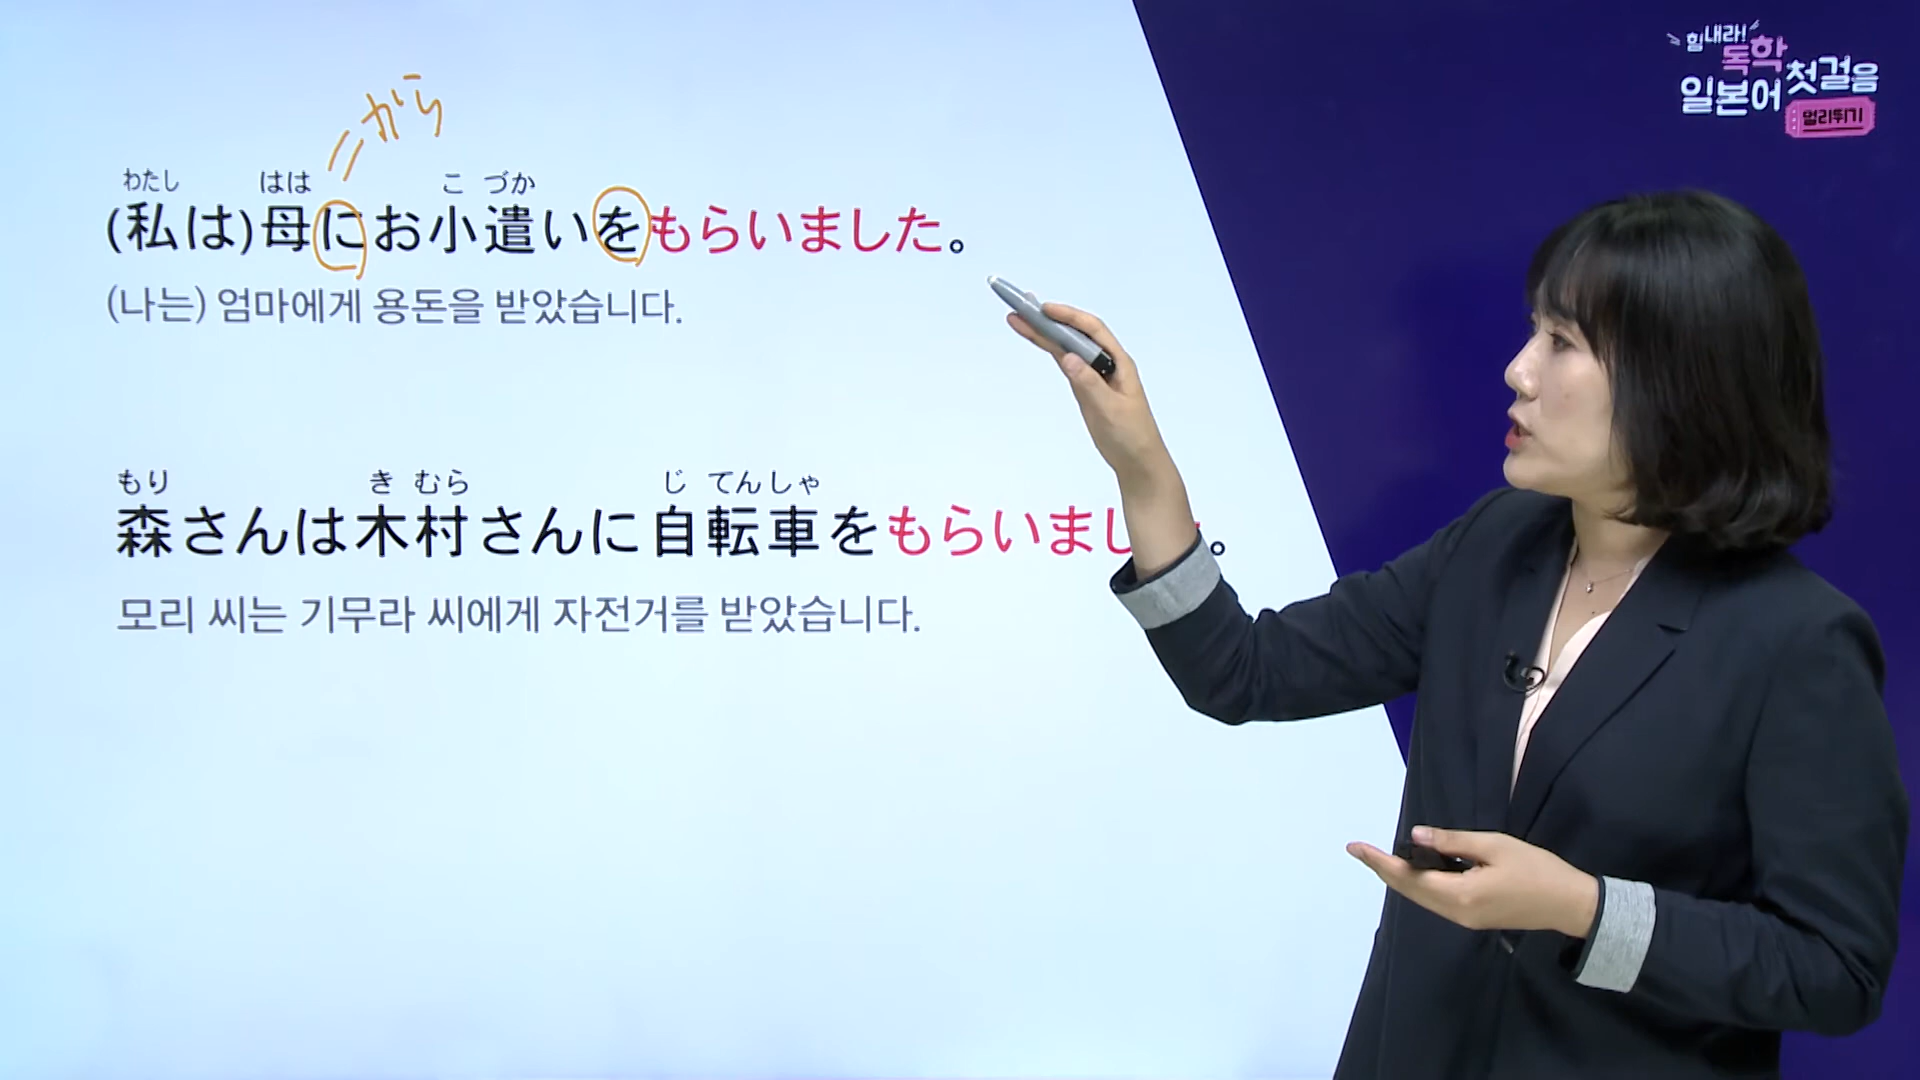 から
わたし はは こ づか
(私は)母にお小遣いをもらいました。
(나는) 엄마에게 용돈을 받았습니다.
もり き むら じ てんしゃ
森さんは木村さんに自転車をもらいまし 。
모리 씨는 기무라 씨에게 자전거를 받았습니다.
힘내라!
독학
일본어 첫걸음
멀리뛰기